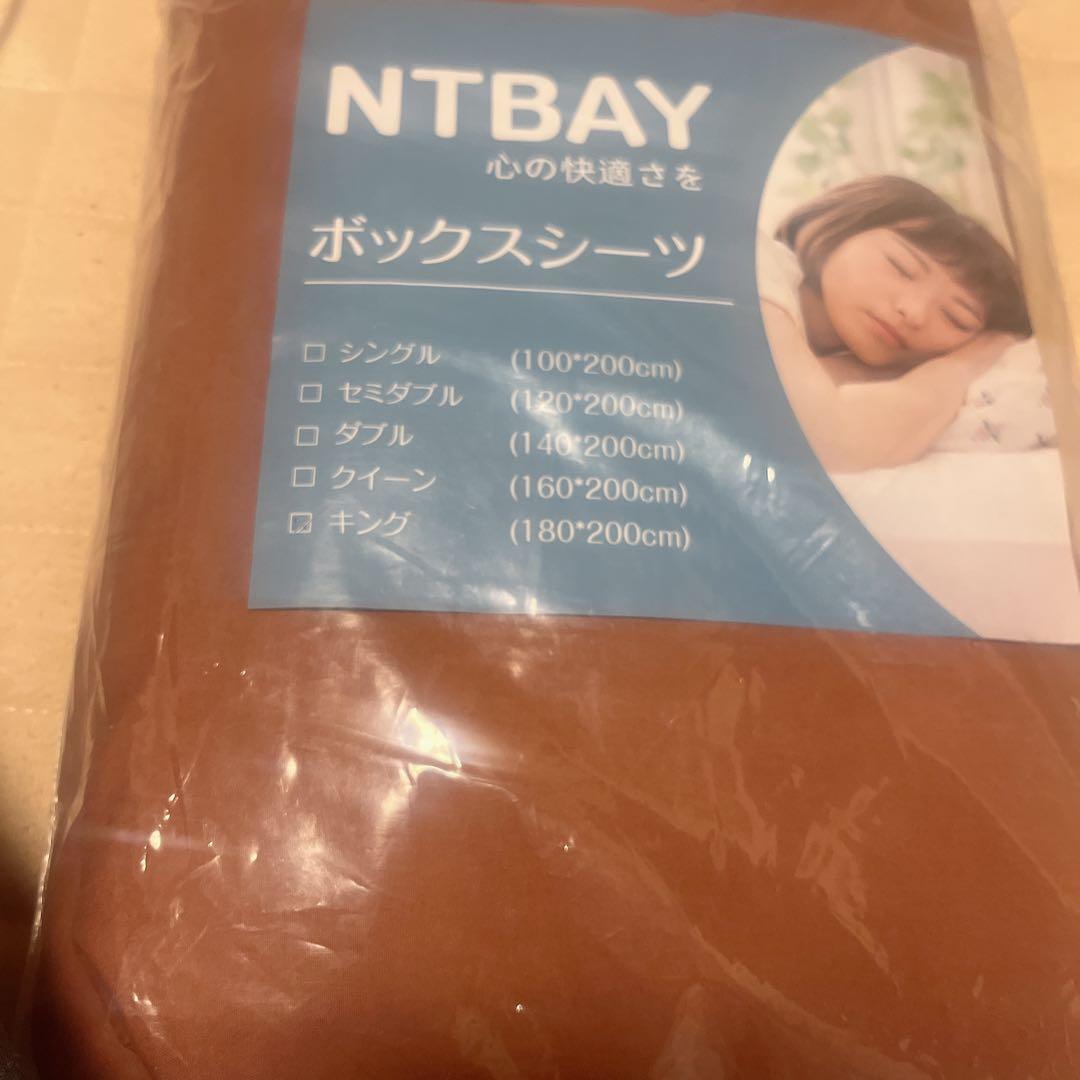 NTBAY
心の快適さを
ボックスシーツ
☐ シングル (100*200cm)
☐ セミダブル (120*200cm)
☐ ダブル (140*200cm)
☐ クイーン (160*200cm)
☑ キング (180*200cm)